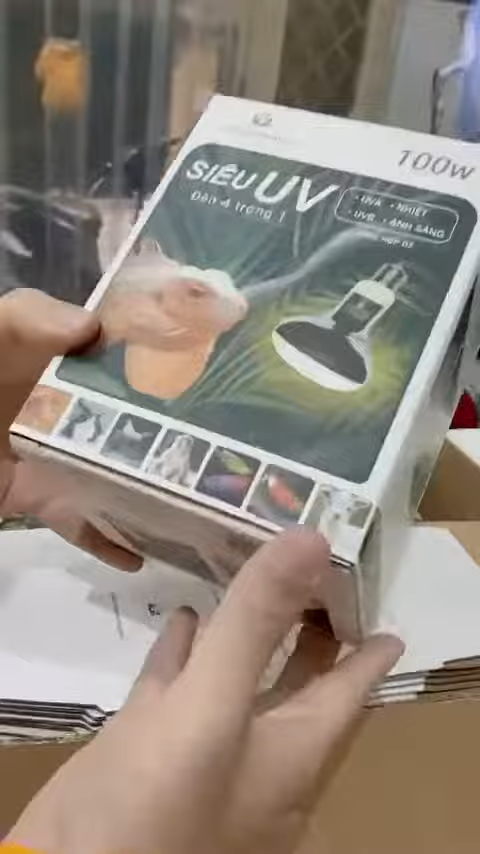 100w
SIÊU UV
Đèn 4 trong 1
• UVA • NHIỆT
• UVB • ÁNH SÁNG